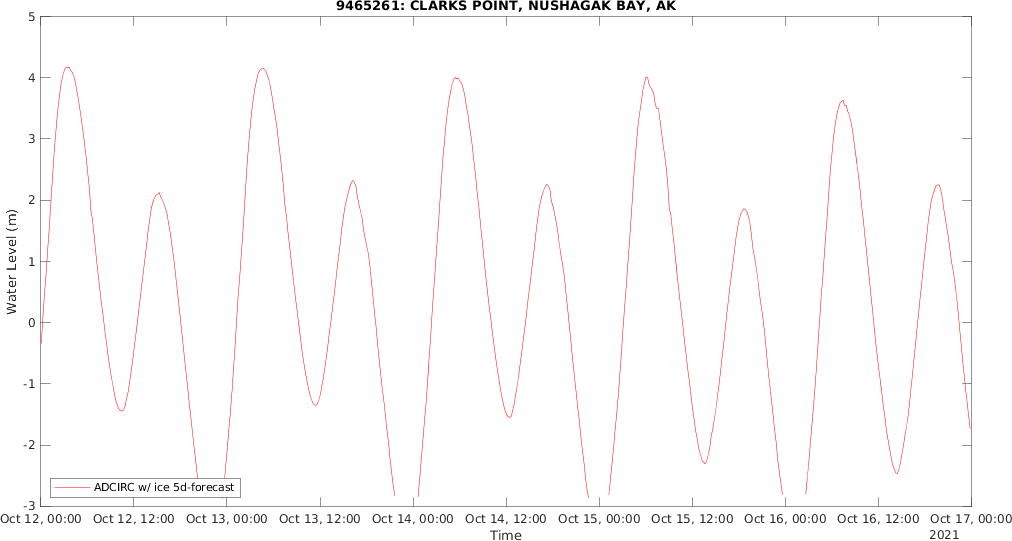 9465261: CLARKS POINT, NUSHAGAK BAY, AK
Water Level (m)
5
4
3
2
1
0
-1
-2
-3
ADCIRC w/ ice 5d-forecast
Oct 12, 00:00 Oct 12, 12:00 Oct 13, 00:00 Oct 13, 12:00 Oct 14, 00:00 Oct 14, 12:00 Oct 15, 00:00 Oct 15, 12:00 Oct 16, 00:00 Oct 16, 12:00 Oct 17, 00:00
Time
2021